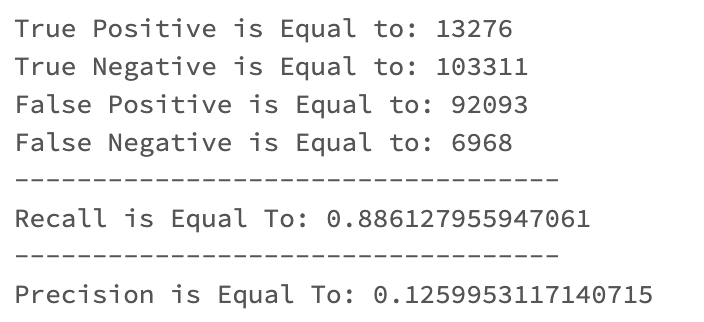 True Positive is Equal to: 13276
True Negative is Equal to: 103311
False Positive is Equal to: 92093
False Negative is Equal to: 6968
-----------------------------------
Recall is Equal To: 0.886127955947061
-----------------------------------
Precision is Equal To: 0.1259953117140715